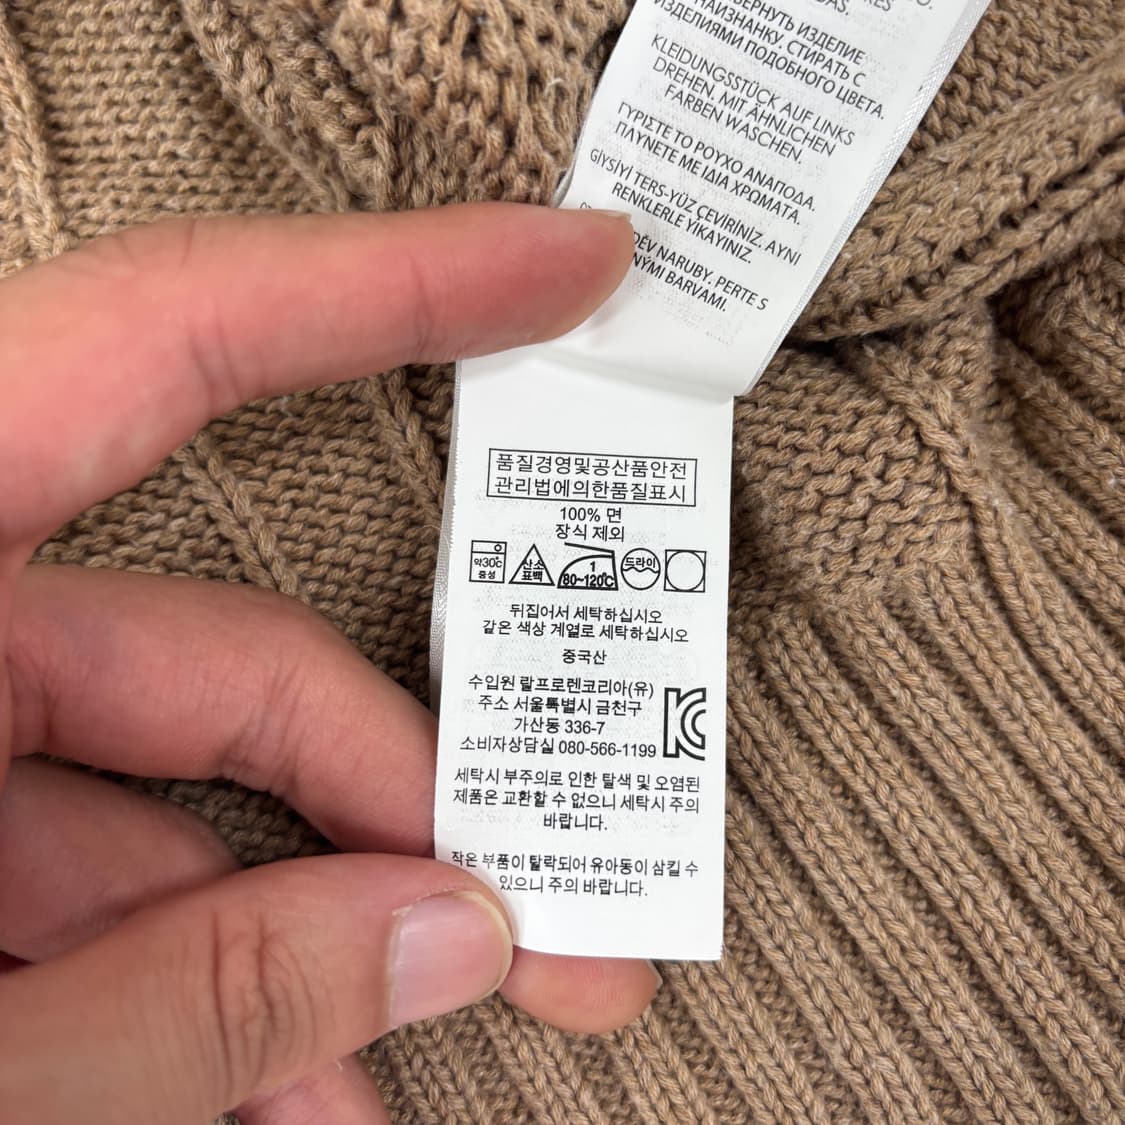 DAS.
ВЕРНУТЬ ИЗДЕЛИЕ
НАИЗНАНКУ. СТИРАТЬ С
ИЗДЕЛИЯМИ ПОДОБНОГО ЦВЕТА.
KLEIDUNGSSTÜCK AUF LINKS
DREHEN. MIT ÄHNLICHEN
FARBEN WASCHEN.
ΓΥΡΙΣΤΕ ΤΟ ΡΟΥΧΟ ΑΝΑΠΟΔΑ.
ΠΛΥΝΕΤΕ ΜΕ ΙΔΙΑ ΧΡΩΜΑΤΑ.
GİYSİYİ TERS-YÜZ ÇEVİRİNİZ. AYNI
RENKLERLE YIKAYINIZ.
DĚV NARUBY. PERTE S
NÝMI BARVAMI.
품질경영및공산품안전
관리법에의한품질표시
100% 면
장식 제외
약30℃
중성
산소
표백
1
80~120℃
드라이
뒤집어서 세탁하십시오
같은 색상 계열로 세탁하십시오
중국산
수입원 랄프로렌코리아(유)
주소 서울특별시 금천구
가산동 336-7
소비자상담실 080-566-1199
KC
세탁시 부주의로 인한 탈색 및 오염된
제품은 교환할 수 없으니 세탁시 주의
바랍니다.
작은 부품이 탈락되어 유아동이 삼킬 수
있으니 주의 바랍니다.